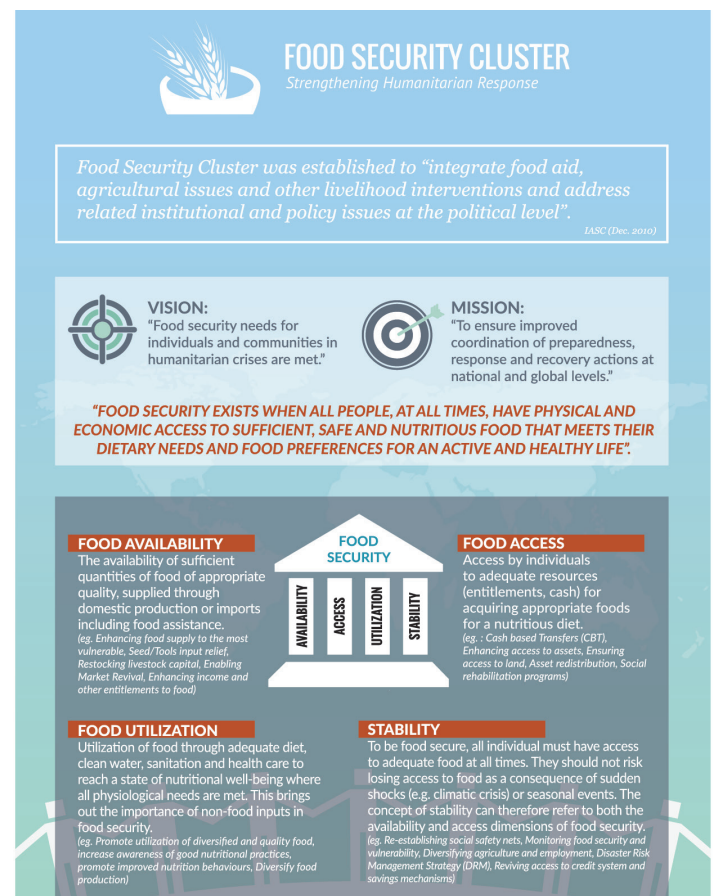 FOOD SECURITY CLUSTER
Strengthening Humanitarian Response
Food Security Cluster was established to “integrate food aid,
agricultural issues and other livelihood interventions and address
related institutional and policy issues at the political level”.
IASC (Dec. 2010)
VISION:
“Food security needs for
individuals and communities in
humanitarian crises are met.”
MISSION:
“To ensure improved
coordination of preparedness,
response and recovery actions at
national and global levels.”
“FOOD SECURITY EXISTS WHEN ALL PEOPLE, AT ALL TIMES, HAVE PHYSICAL AND
ECONOMIC ACCESS TO SUFFICIENT, SAFE AND NUTRITIOUS FOOD THAT MEETS THEIR
DIETARY NEEDS AND FOOD PREFERENCES FOR AN ACTIVE AND HEALTHY LIFE”.
FOOD AVAILABILITY
The availability of sufficient
quantities of food of appropriate
quality, supplied through
domestic production or imports
including food assistance.
(eg. Enhancing food supply to the most
vulnerable, Seed/Tools input relief,
Restocking livestock capital, Enabling
Market Revival, Enhancing income and
other entitlements to food)
FOOD
SECURITY
AVAILABILITY
ACCESS
UTILIZATION
STABILITY
FOOD ACCESS
Access by individuals
to adequate resources
(entitlements, cash) for
acquiring appropriate foods
for a nutritious diet.
(eg. : Cash based Transfers (CBT),
Enhancing access to assets, Ensuring
access to land, Asset redistribution, Social
rehabilitation programs)
FOOD UTILIZATION
Utilization of food through adequate diet,
clean water, sanitation and health care to
reach a state of nutritional well-being where
all physiological needs are met. This brings
out the importance of non-food inputs in
food security.
(eg. Promote utilization of diversified and quality food,
increase awareness of good nutritional practices,
promote improved nutrition behaviours, Diversify food
production)
STABILITY
To be food secure, all individual must have access
to adequate food at all times. They should not risk
losing access to food as a consequence of sudden
shocks (e.g. climatic crisis) or seasonal events. The
concept of stability can therefore refer to both the
availability and access dimensions of food security.
(eg. Re-establishing social safety nets, Monitoring food security and
vulnerability, Diversifying agriculture and employment, Disaster Risk
Management Strategy (DRM), Reviving access to credit system and
savings mechanisms)